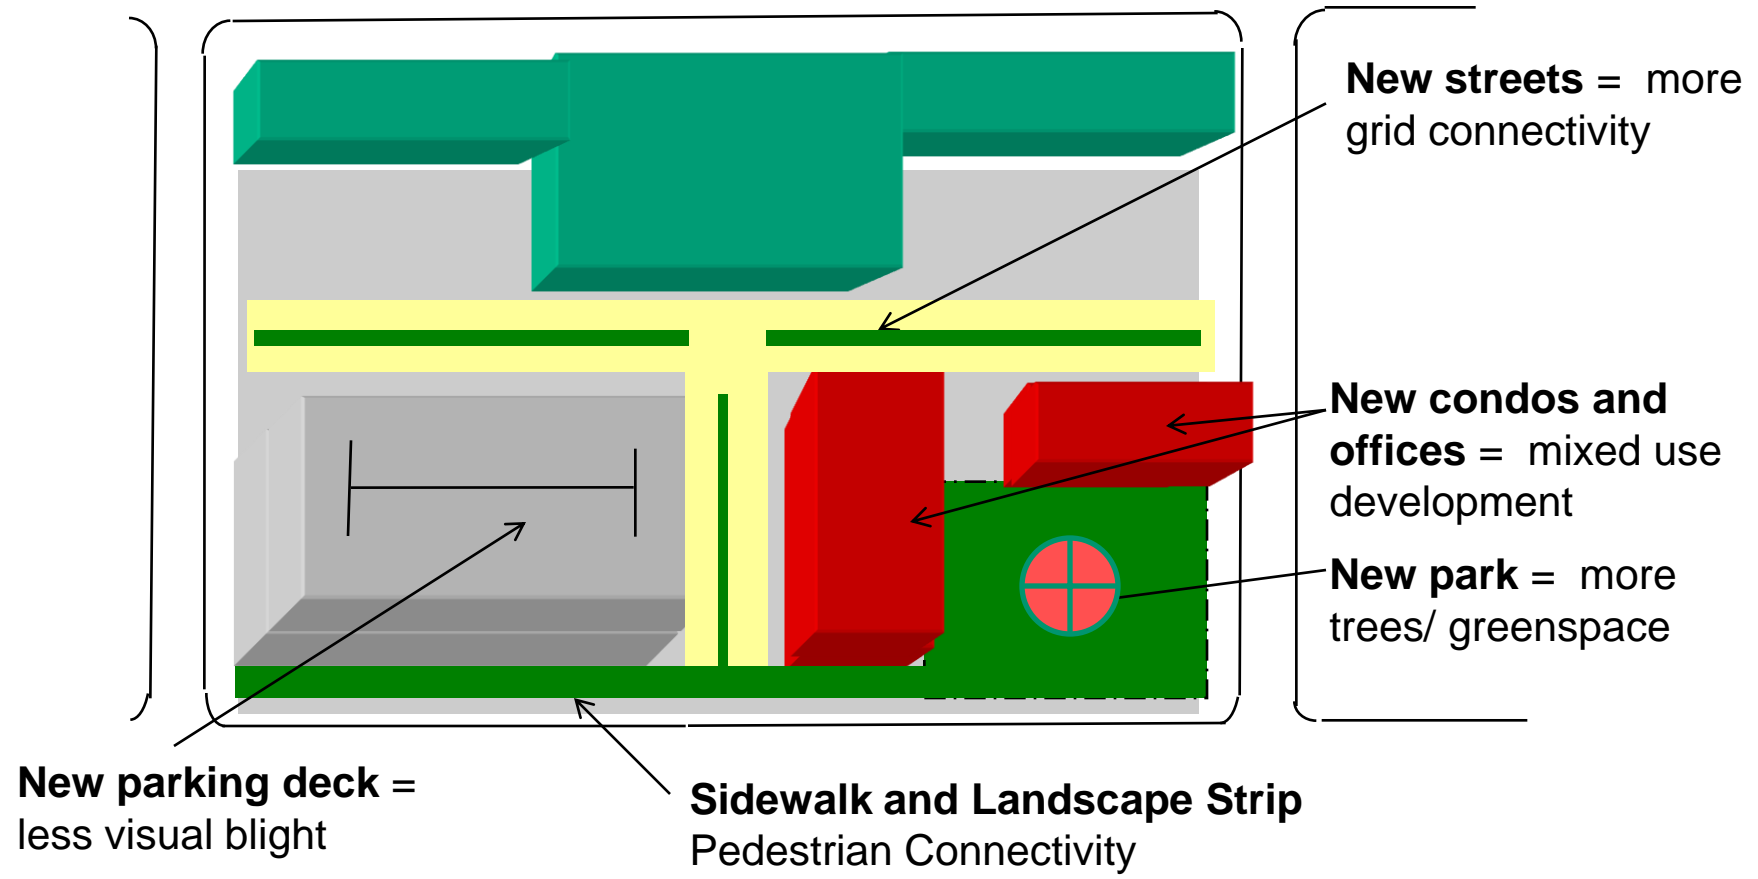 New streets = more
grid connectivity
New condos and
offices = mixed use
development
New park = more
trees/ greenspace
New parking deck =
less visual blight
Sidewalk and Landscape Strip
Pedestrian Connectivity